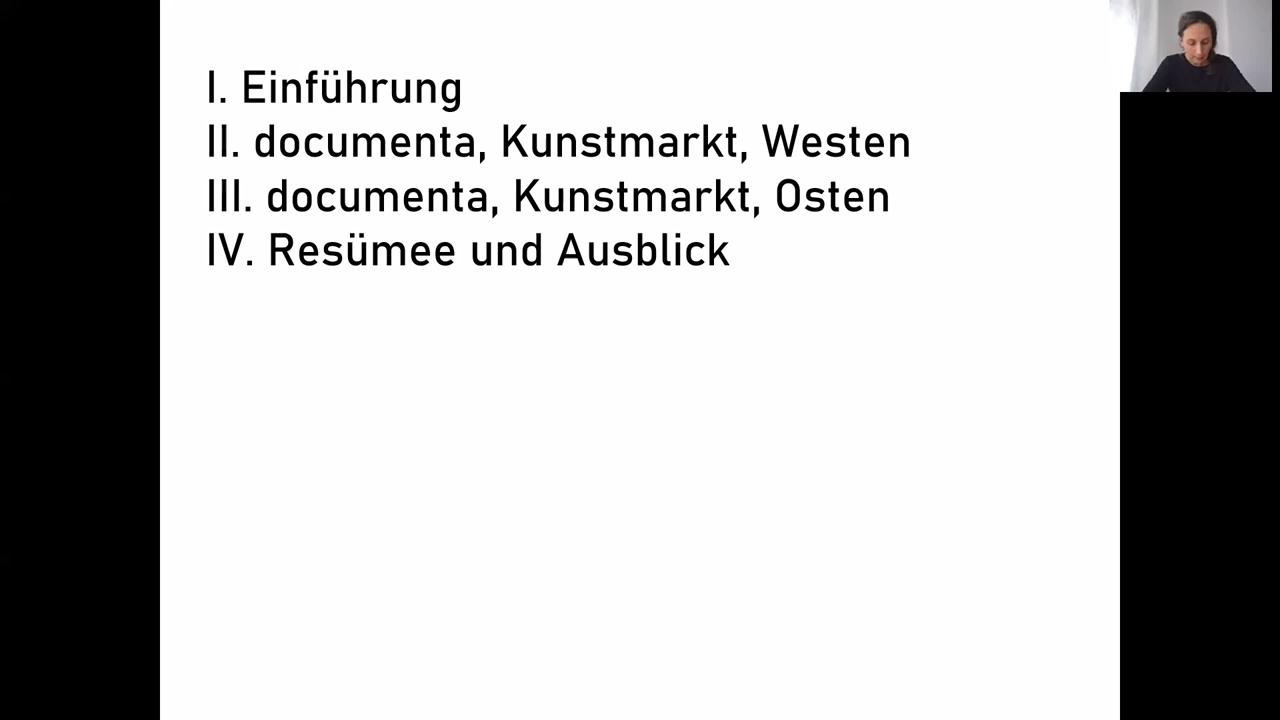 I. Einführung
II. documenta, Kunstmarkt, Westen
III. documenta, Kunstmarkt, Osten
IV. Resümee und Ausblick